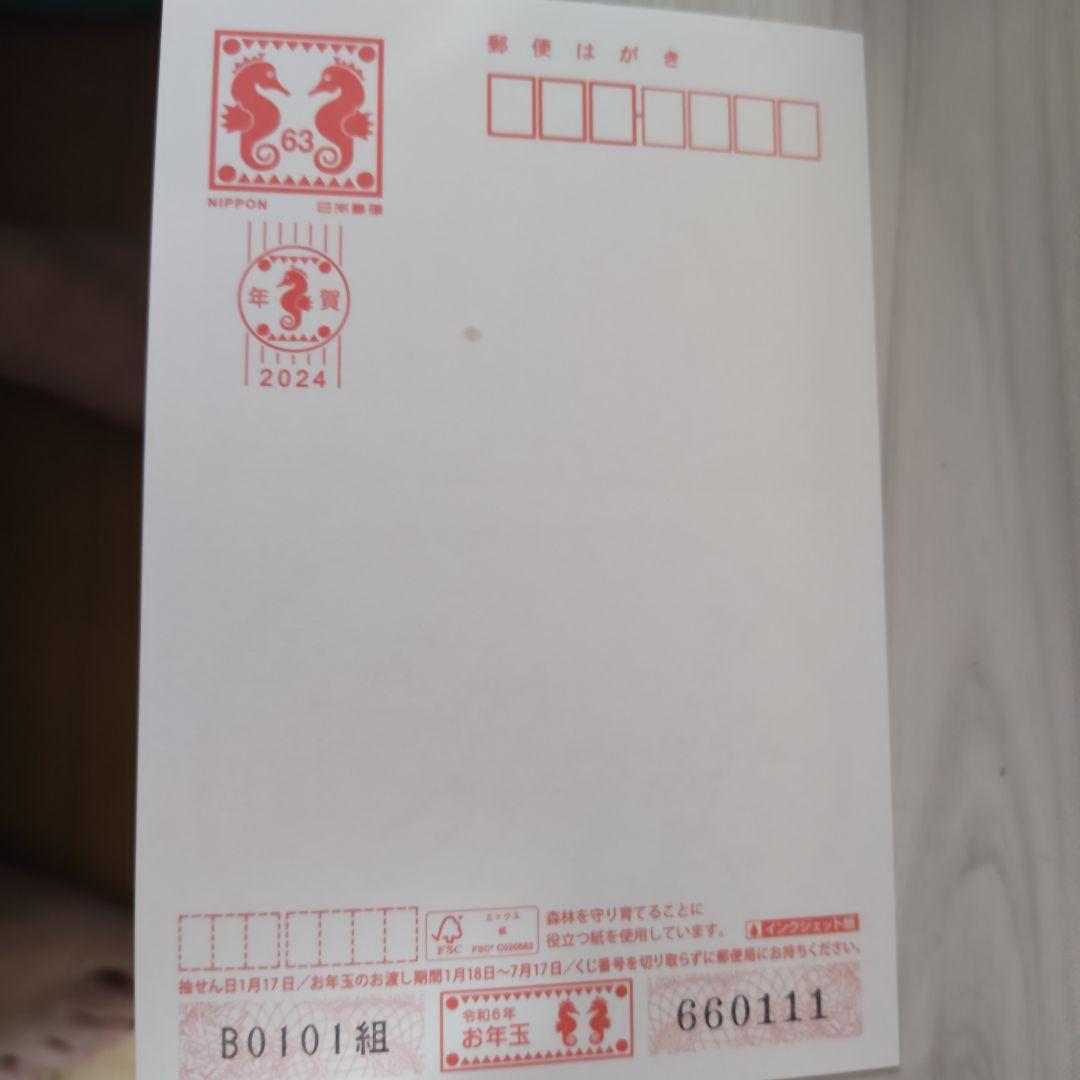 郵便はがき
63
NIPPON 日本郵便
年賀
2024
ミックス
紙
FSC FSC® C020582
森林を守り育てることに
役立つ紙を使用しています。
インクジェット紙
抽せん日1月17日/お年玉のお渡し期間1月18日～7月17日/くじ番号を切り取らずに郵便局にお持ちください。
B0101組
令和6年
お年玉
660111